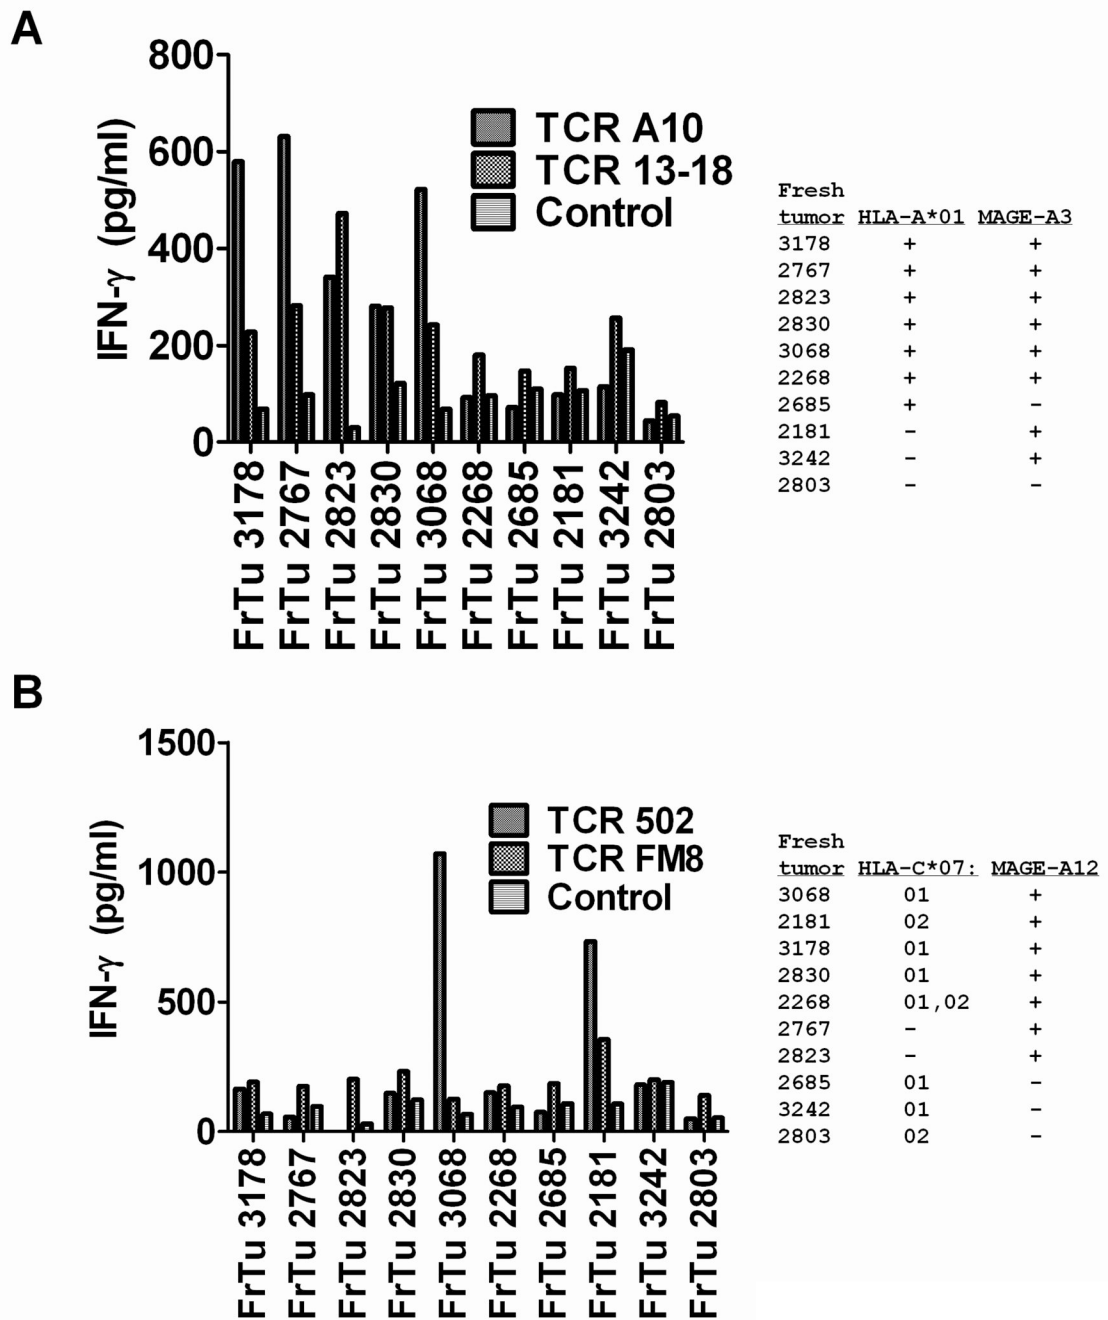 A
800
600
400
200
0
IFN-γ (pg/ml)
TCR A10
TCR 13-18
Control
FrTu 3178
FrTu 2767
FrTu 2823
FrTu 2830
FrTu 3068
FrTu 2268
FrTu 2685
FrTu 2181
FrTu 3242
FrTu 2803
Fresh
tumor HLA-A*01 MAGE-A3
3178 + +
2767 + +
2823 + +
2830 + +
3068 + +
2268 + +
2685 + −
2181 − +
3242 − +
2803 − −
B
1500
1000
500
0
IFN-γ (pg/ml)
TCR 502
TCR FM8
Control
FrTu 3178
FrTu 2767
FrTu 2823
FrTu 2830
FrTu 3068
FrTu 2268
FrTu 2685
FrTu 2181
FrTu 3242
FrTu 2803
Fresh
tumor HLA-C*07: MAGE-A12
3068 01 +
2181 02 +
3178 01 +
2830 01 +
2268 01,02 +
2767 − +
2823 − +
2685 01 −
3242 01 −
2803 02 −